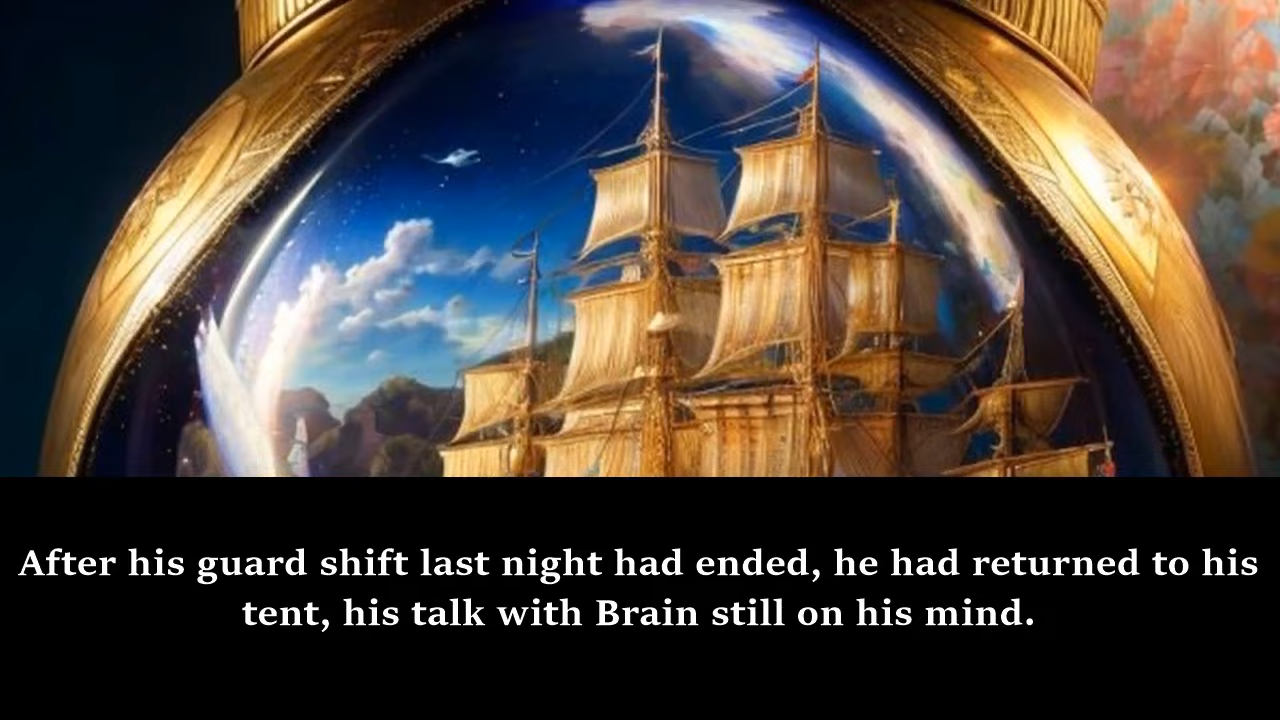 After his guard shift last night had ended, he had returned to his
tent, his talk with Brain still on his mind.